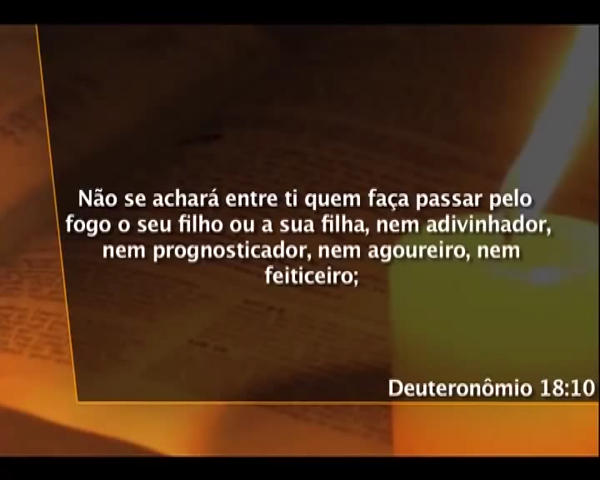 Não se achará entre ti quem faça passar pelo
fogo o seu filho ou a sua filha, nem adivinhador,
nem prognosticador, nem agoureiro, nem
feiticeiro;
Deuteronômio 18:10